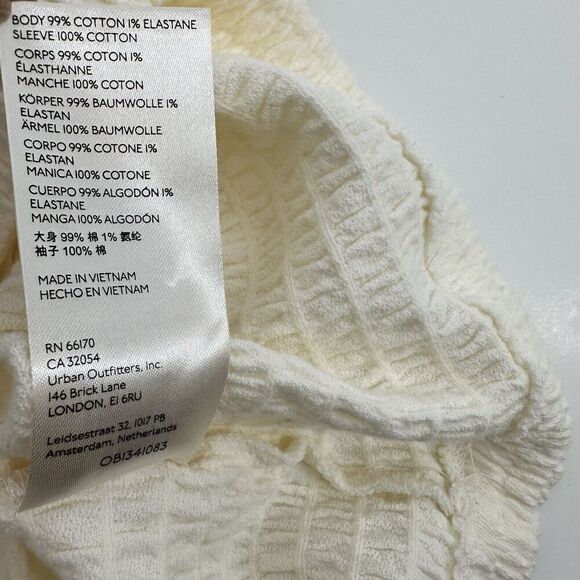 BODY 99% COTTON 1% ELASTANE
SLEEVE 100% COTTON
CORPS 99% COTON 1%
ÉLASTHANNE
MANCHE 100% COTON
KÖRPER 99% BAUMWOLLE 1%
ELASTAN
ÄRMEL 100% BAUMWOLLE
CORPO 99% COTONE 1%
ELASTAN
MANICA 100% COTONE
CUERPO 99% ALGODÓN 1%
ELASTANE
MANGA 100% ALGODÓN
大身 99% 棉 1% 氨纶
袖子 100% 棉
MADE IN VIETNAM
HECHO EN VIETNAM
RN 66170
CA 32054
Urban Outfitters, Inc.
146 Brick Lane
LONDON, E1 6RU
Leidsestraat 32, 1017 PB
Amsterdam, Netherlands
OB1341083